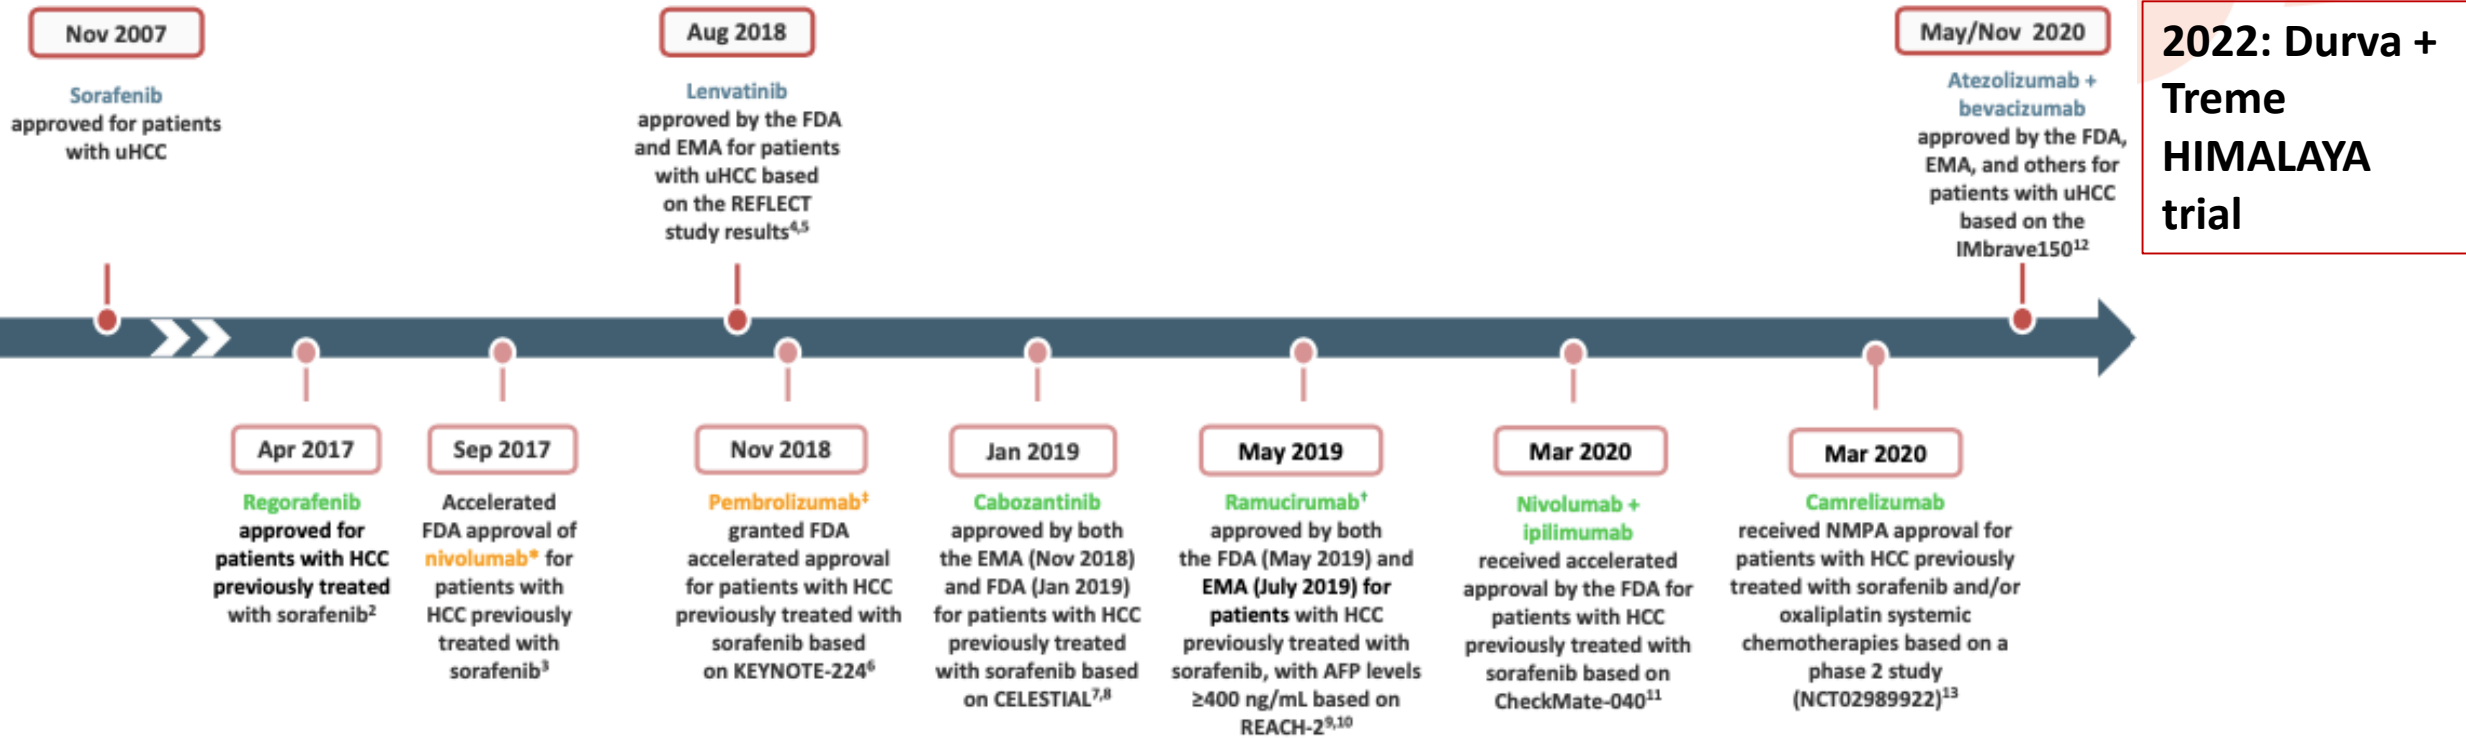 Nov 2007
Sorafenib
approved for patients
with uHCC
Aug 2018
Lenvatinib
approved by the FDA
and EMA for patients
with uHCC based
on the REFLECT
study results4,5
May/Nov 2020
Atezolizumab +
bevacizumab
approved by the FDA,
EMA, and others for
patients with uHCC
based on the
IMbrave15012
2022: Durva +
Treme
HIMALAYA
trial
Apr 2017
Regorafenib
approved for
patients with HCC
previously treated
with sorafenib2
Sep 2017
Accelerated
FDA approval of
nivolumab* for
patients with
HCC previously
treated with
sorafenib3
Nov 2018
Pembrolizumab‡
granted FDA
accelerated approval
for patients with HCC
previously treated with
sorafenib based
on KEYNOTE-2246
Jan 2019
Cabozantinib
approved by both
the EMA (Nov 2018)
and FDA (Jan 2019)
for patients with HCC
previously treated
with sorafenib based
on CELESTIAL7,8
May 2019
Ramucirumab†
approved by both
the FDA (May 2019) and
EMA (July 2019) for
patients with HCC
previously treated with
sorafenib, with AFP levels
≥400 ng/mL based on
REACH-29,10
Mar 2020
Nivolumab +
ipilimumab
received accelerated
approval by the FDA for
patients with HCC
previously treated with
sorafenib based on
CheckMate-04011
Mar 2020
Camrelizumab
received NMPA approval for
patients with HCC previously
treated with sorafenib and/or
oxaliplatin systemic
chemotherapies based on a
phase 2 study
(NCT02989922)13